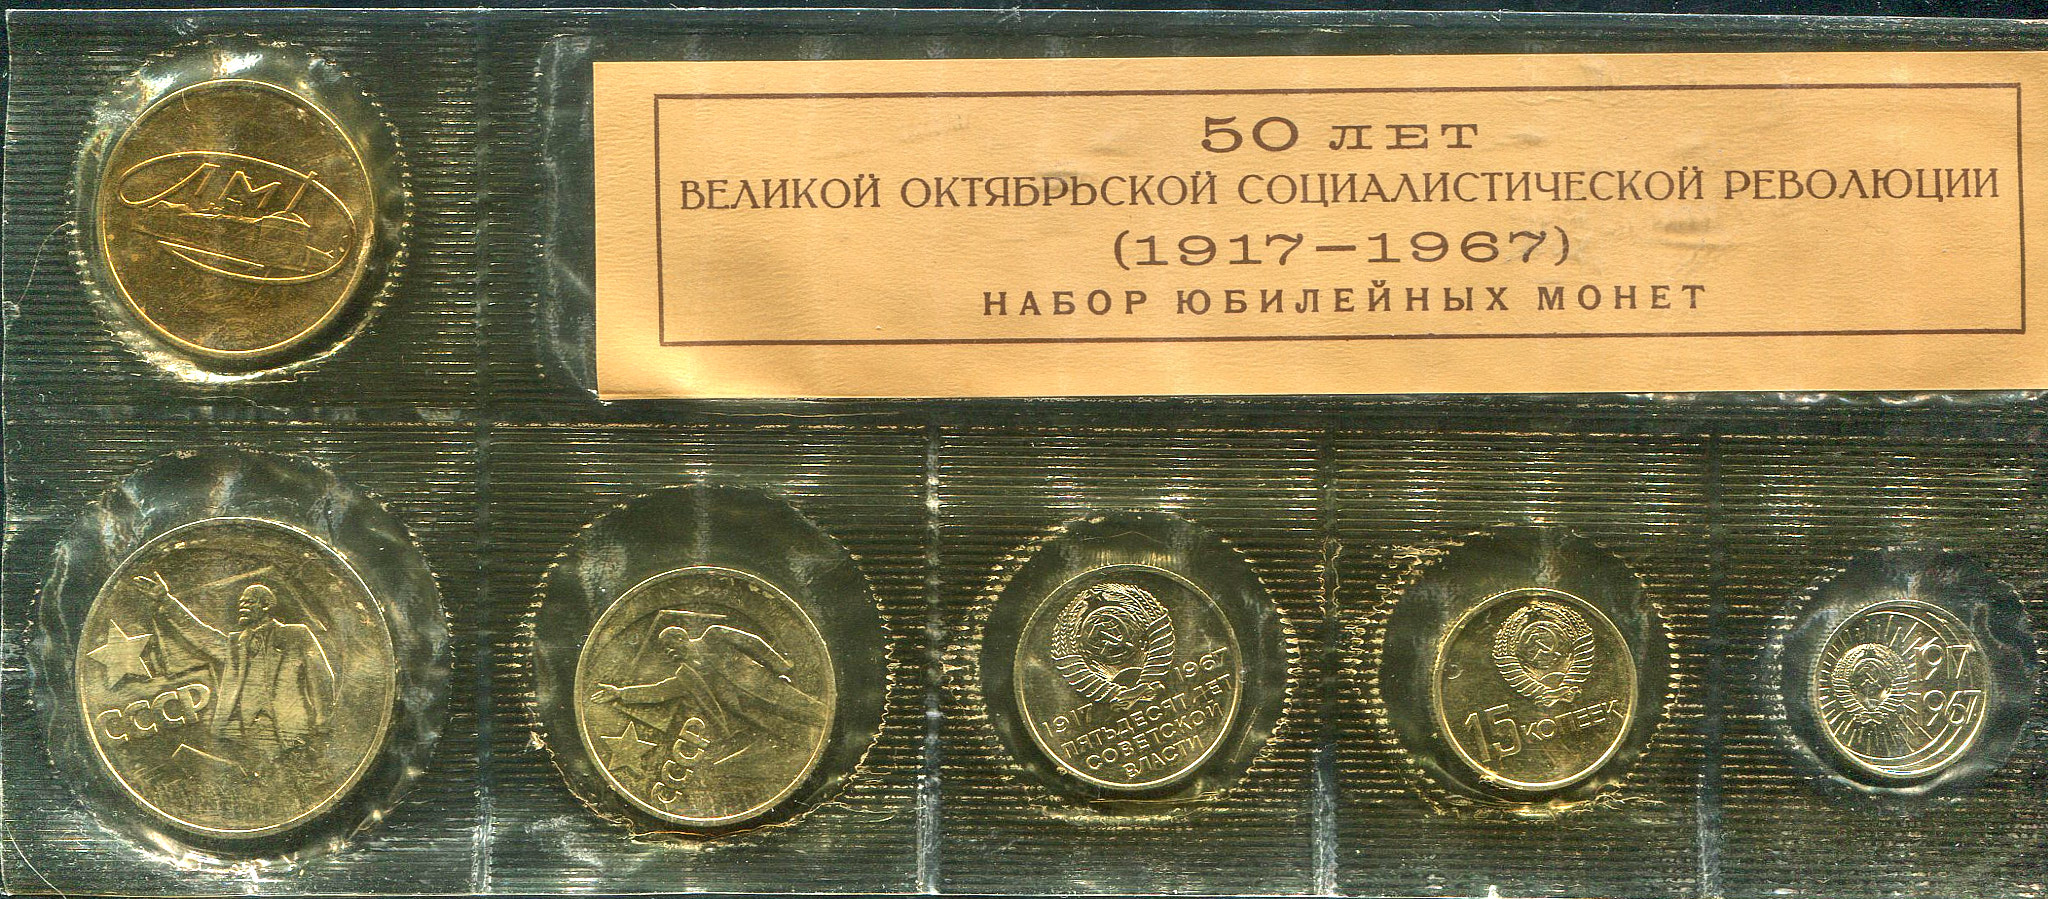 50 ЛЕТ
ВЕЛИКОЙ ОКТЯБРЬСКОЙ СОЦИАЛИСТИЧЕСКОЙ РЕВОЛЮЦИИ
(1917–1967)
НАБОР ЮБИЛЕЙНЫХ МОНЕТ
ЛМД
СССР
СССР
1917 1967
ПЯТЬДЕСЯТ ЛЕТ
СОВЕТСКОЙ
ВЛАСТИ
15 КОПЕЕК
1917
1967